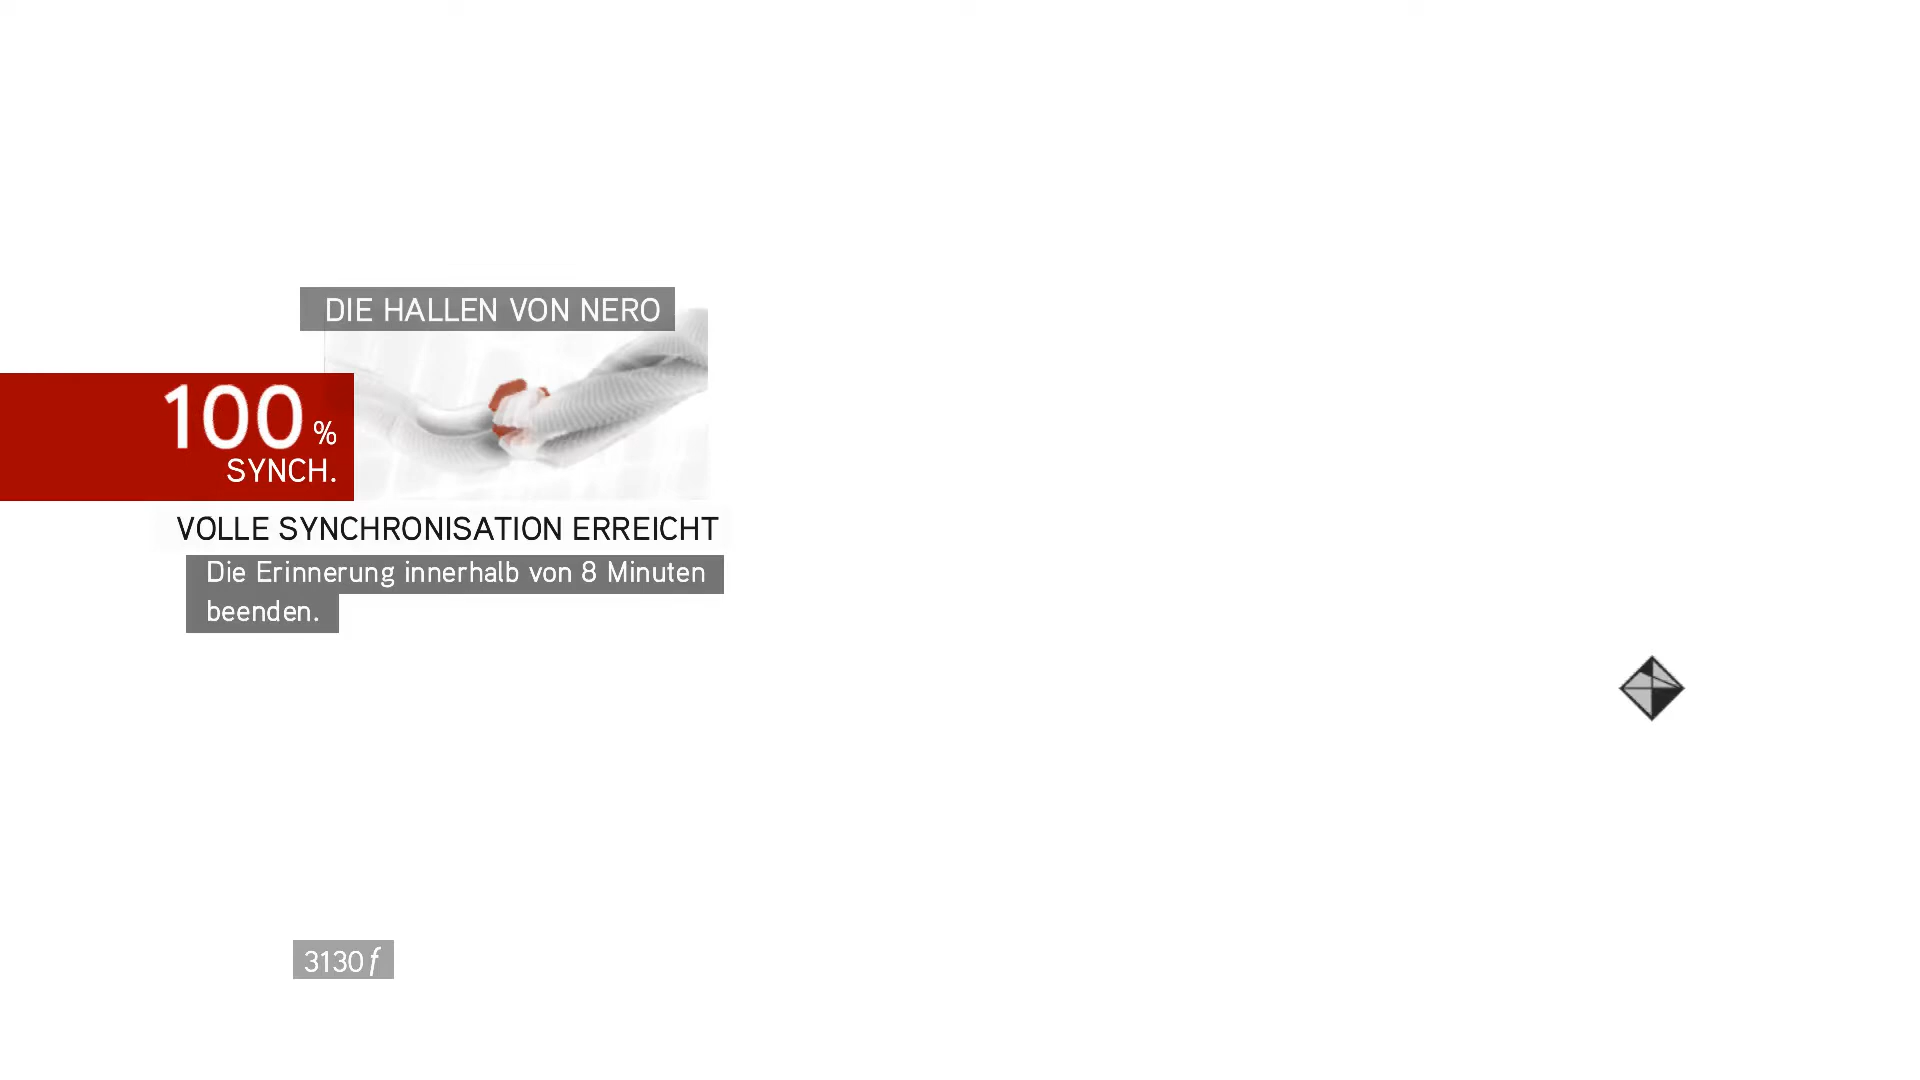 DIE HALLEN VON NERO
100 %
SYNCH.
VOLLE SYNCHRONISATION ERREICHT
Die Erinnerung innerhalb von 8 Minuten
beenden.
3130 ƒ